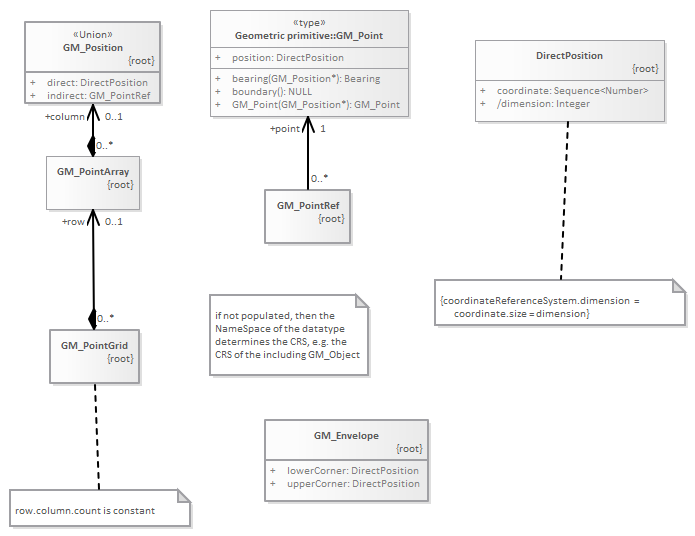 «Union»
GM_Position
{root}
+ direct: DirectPosition
+ indirect: GM_PointRef
+column 0..1
0..*
GM_PointArray
{root}
+row 0..1
0..*
GM_PointGrid
{root}
row.column.count is constant
«type»
Geometric primitive::GM_Point
+ position: DirectPosition
+ bearing(GM_Position*): Bearing
+ boundary(): NULL
+ GM_Point(GM_Position*): GM_Point
+point 1
0..*
GM_PointRef
{root}
if not populated, then the
NameSpace of the datatype
determines the CRS, e.g. the
CRS of the including GM_Object
GM_Envelope
{root}
+ lowerCorner: DirectPosition
+ upperCorner: DirectPosition
DirectPosition
{root}
+ coordinate: Sequence<Number>
+ /dimension: Integer
{coordinateReferenceSystem.dimension =
coordinate.size = dimension}